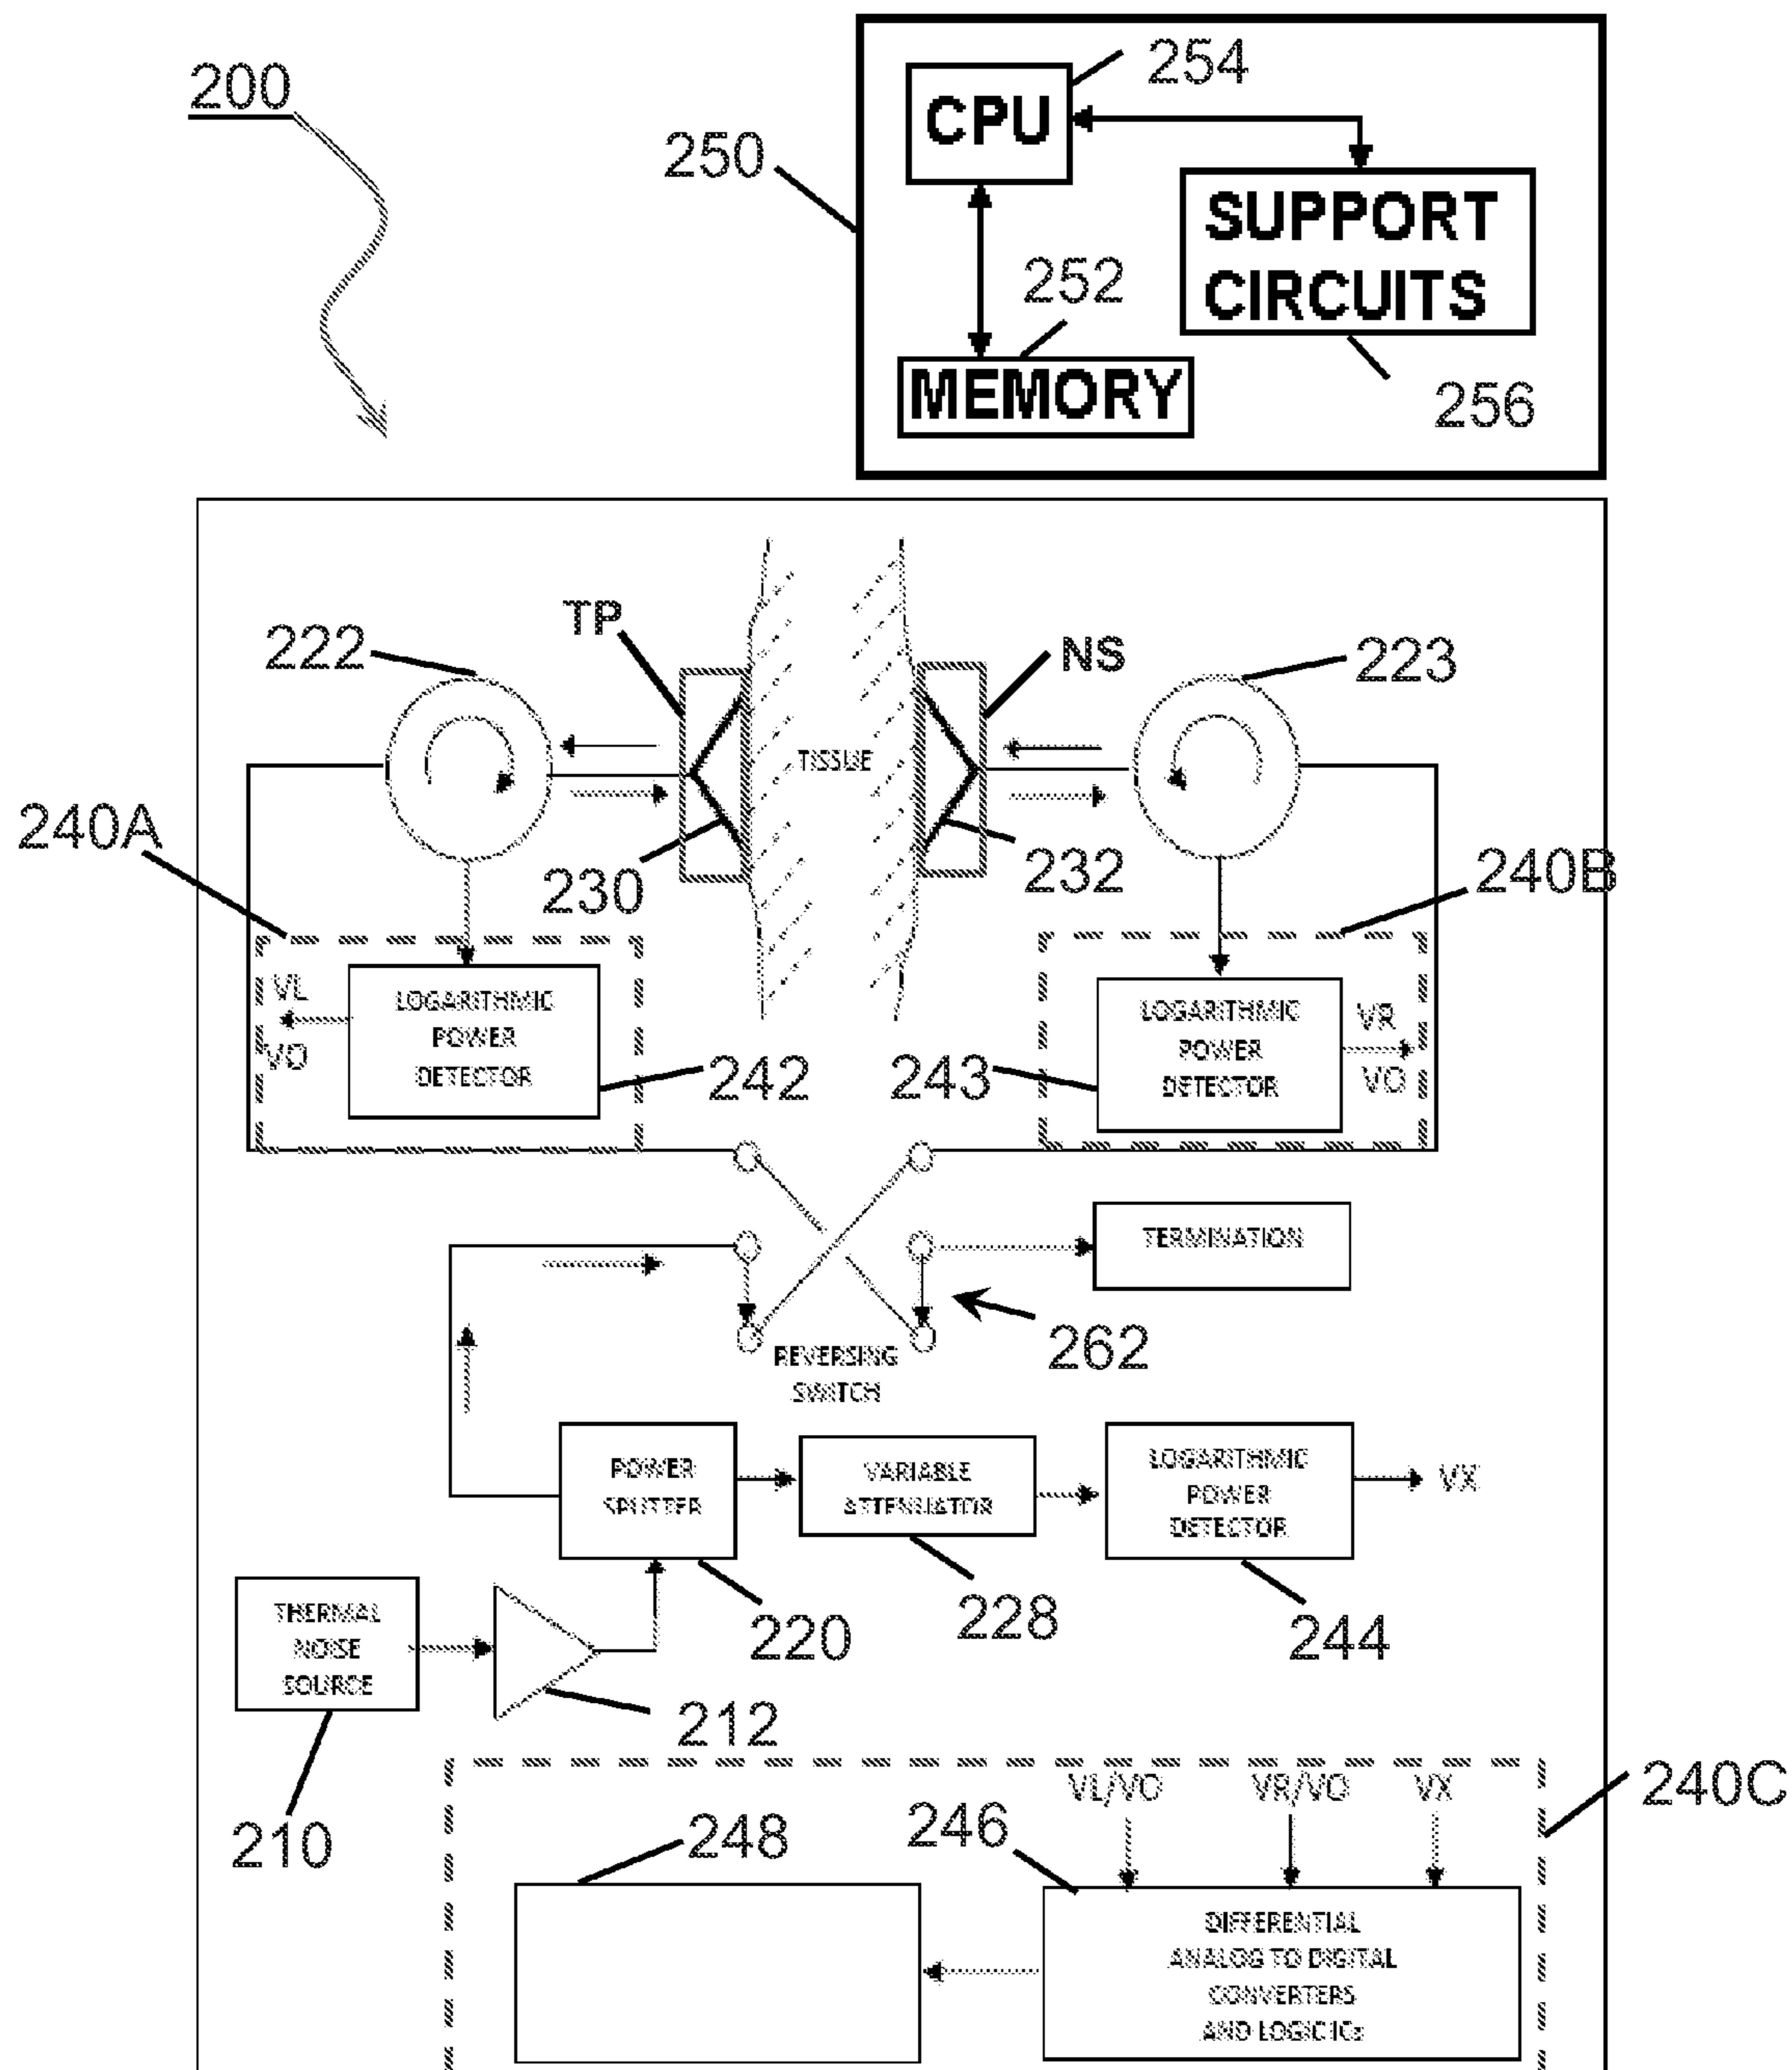 200
254
CPU
250
SUPPORT
CIRCUITS
252
MEMORY
256
TP
NS
222
223
TISSUE
240A
230
232
240B
VL
VO
LOGARITHMIC
POWER
DETECTOR
242
243
LOGARITHMIC
POWER
DETECTOR
VR
VO
TERMINATION
262
REVERSING
SWITCH
POWER
SPLITTER
VARIABLE
ATTENUATOR
LOGARITHMIC
POWER
DETECTOR
VX
THERMAL
NOISE
SOURCE
220
228
244
212
210
VL/VO
VR/VO
VX
240C
248
246
DIFFERENTIAL
ANALOG TO DIGITAL
CONVERTERS
AND LOGIC ICs